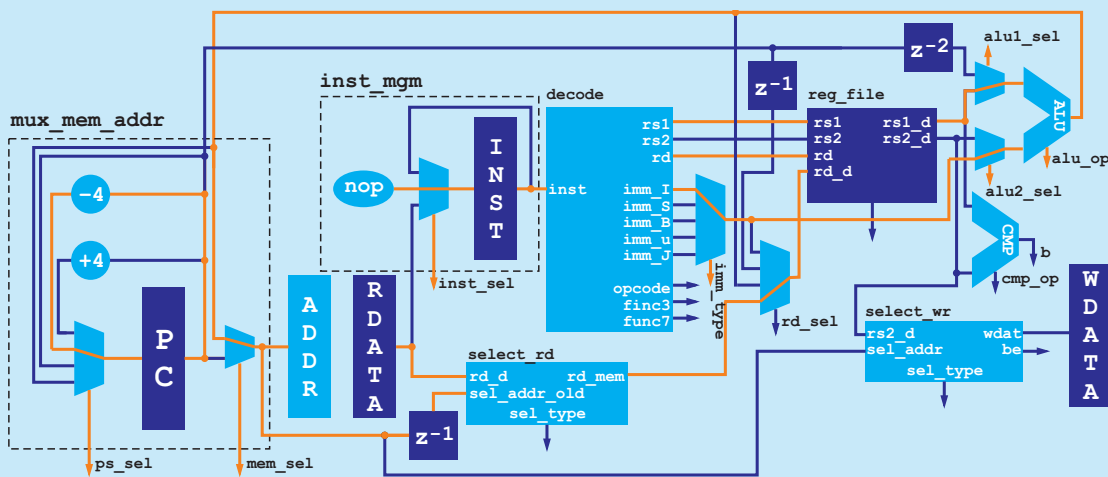 mux_mem_addr
-4
+4
P
C
ps_sel
mem_sel
inst_mgm
nop
I
N
S
T
inst_sel
A
D
D
R
R
D
A
T
A
decode
inst
rs1
rs2
rd
imm_I
imm_S
imm_B
imm_u
imm_J
opcode
finc3
func7
imm_type
z-1
reg_file
rs1
rs2
rd
rd_d
rs1_d
rs2_d
z-2
alu1_sel
ALU
alu_op
alu2_sel
CMP
b
cmp_op
rd_sel
select_rd
rd_d
rd_mem
sel_addr_old
sel_type
z-1
select_wr
rs2_d
wdat
sel_addr
be
sel_type
W
D
A
T
A